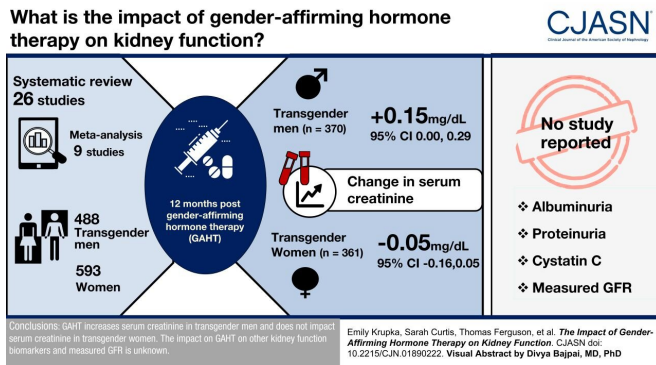 What is the impact of gender-affirming hormone
therapy on kidney function?
CJASN
Clinical Journal of the American Society of Nephrology
Systematic review
26 studies
Meta-analysis
9 studies
488
Transgender
men
593
Women
12 months post
gender-affirming
hormone therapy
(GAHT)
Transgender
men (n = 370)
+0.15mg/dL
95% CI 0.00, 0.29
Change in serum
creatinine
Transgender
Women (n = 361)
-0.05mg/dL
95% CI -0.16,0.05
No study
reported
❖ Albuminuria
❖ Proteinuria
❖ Cystatin C
❖ Measured GFR
Conclusions: GAHT increases serum creatinine in transgender men and does not impact
serum creatinine in transgender women. The impact on GAHT on other kidney function
biomarkers and measured GFR is unknown.
Emily Krupka, Sarah Curtis, Thomas Ferguson, et al. The Impact of Gender-
Affirming Hormone Therapy on Kidney Function. CJASN doi:
10.2215/CJN.01890222. Visual Abstract by Divya Bajpai, MD, PhD